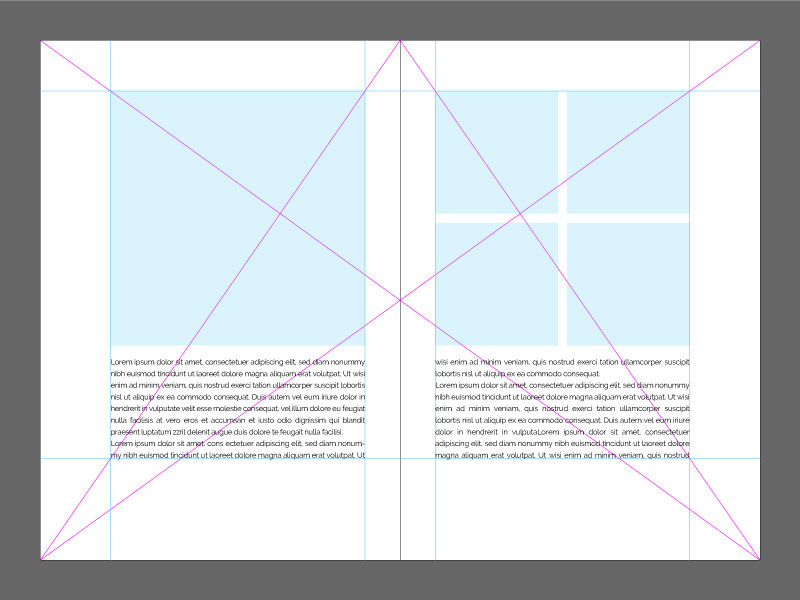 Lorem ipsum dolor sit amet, consectetuer adipiscing elit, sed diam nonummy
nibh euismod tincidunt ut laoreet dolore magna aliquam erat volutpat. Ut wisi
enim ad minim veniam, quis nostrud exerci tation ullamcorper suscipit lobortis
nisl ut aliquip ex ea commodo consequat. Duis autem vel eum iriure dolor in
hendrerit in vulputate velit esse molestie consequat, vel illum dolore eu feugiat
nulla facilisis at vero eros et accumsan et iusto odio dignissim qui blandit
praesent luptatum zzril delenit augue duis dolore te feugait nulla facilisi.
Lorem ipsum dolor sit amet, cons ectetuer adipiscing elit, sed diam nonum-
my nibh euismod tincidunt ut laoreet dolore magna aliquam erat volutpat. Ut
wisi enim ad minim veniam, quis nostrud exerci tation ullamcorper suscipit
lobortis nisl ut aliquip ex ea commodo consequat.
Lorem ipsum dolor sit amet, consectetuer adipiscing elit, sed diam nonummy
nibh euismod tincidunt ut laoreet dolore magna aliquam erat volutpat. Ut wisi
enim ad minim veniam, quis nostrud exerci tation ullamcorper suscipit
lobortis nisl ut aliquip ex ea commodo consequat. Duis autem vel eum iriure
dolor in hendrerit in vulputaLorem ipsum dolor sit amet, consectetuer
adipiscing elit, sed diam nonummy nibh euismod tincidunt ut laoreet dolore
magna aliquam erat volutpat. Ut wisi enim ad minim veniam, quis nostrud